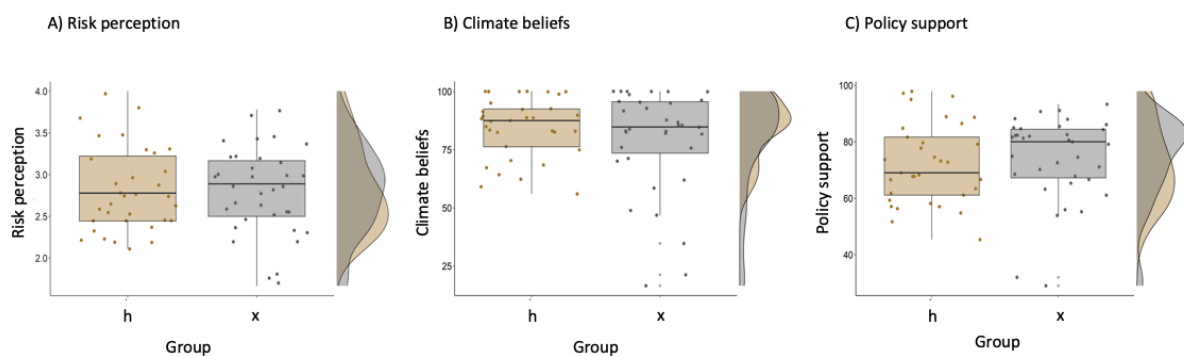 A) Risk perception
B) Climate beliefs
C) Policy support
Risk perception
4.0
3.5
3.0
2.5
2.0
h
x
Group
Climate beliefs
100
75
50
25
h
x
Group
Policy support
100
80
60
40
h
x
Group